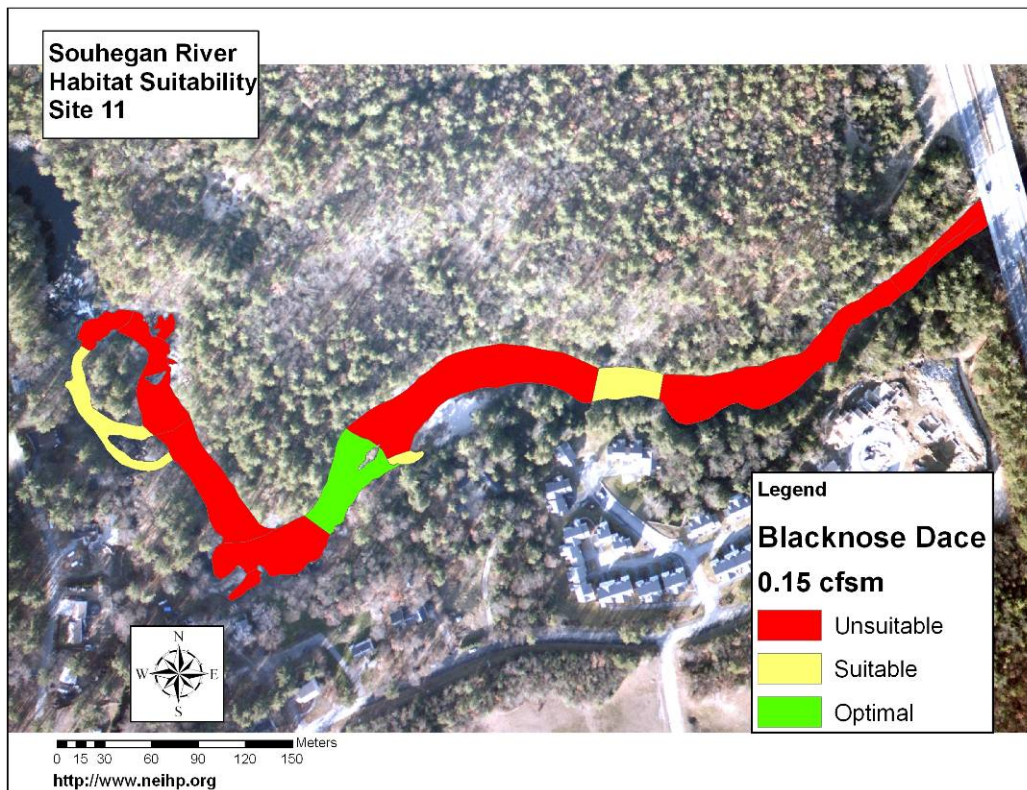 Souhegan River
Habitat Suitability
Site 11
Legend
Blacknose Dace
0.15 cfsm
Unsuitable
Suitable
Optimal
N
W E
S
Meters
0 15 30 60 90 120 150
http://www.neihp.org